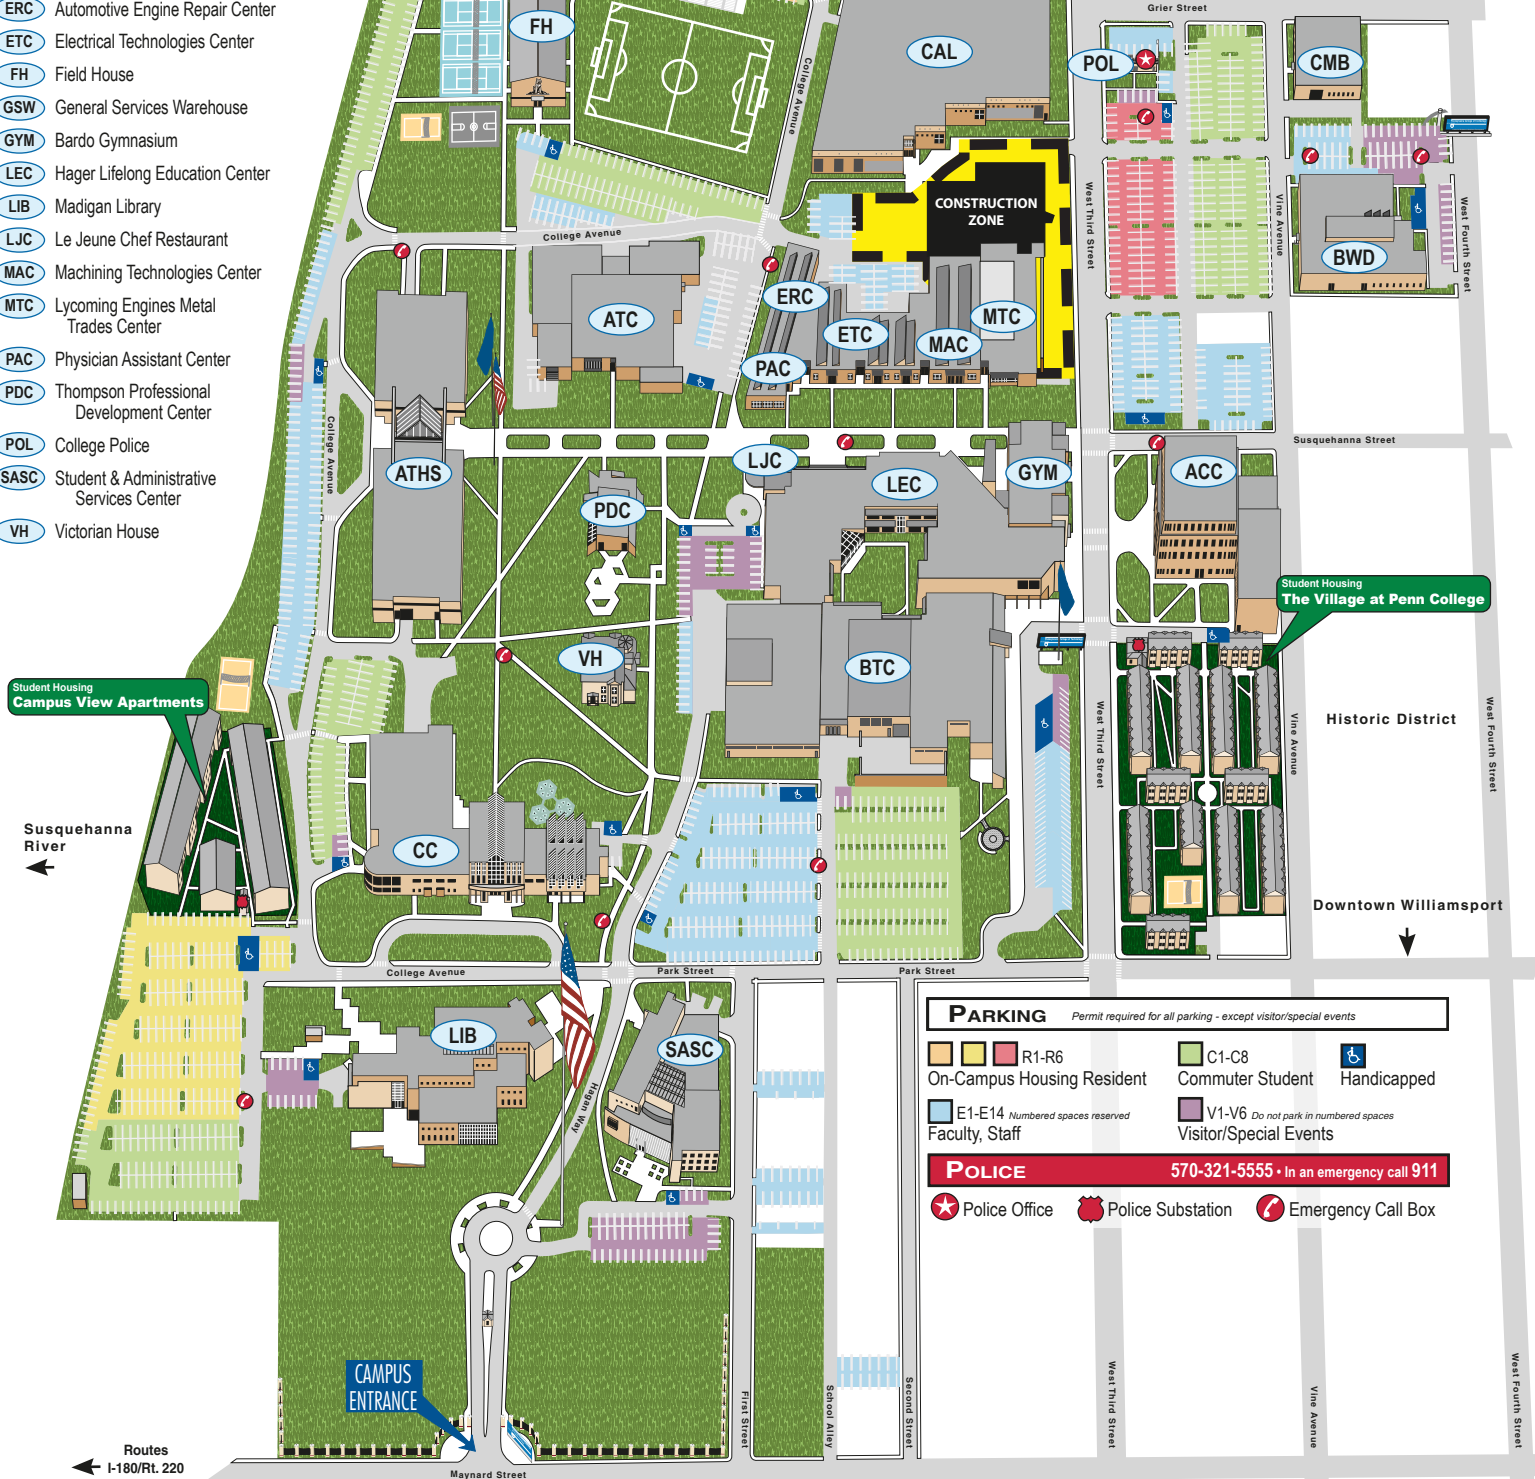 ERC Automotive Engine Repair Center
ETC Electrical Technologies Center
FH Field House
GSW General Services Warehouse
GYM Bardo Gymnasium
LEC Hager Lifelong Education Center
LIB Madigan Library
LJC Le Jeune Chef Restaurant
MAC Machining Technologies Center
MTC Lycoming Engines Metal
Trades Center
PAC Physician Assistant Center
PDC Thompson Professional
Development Center
POL College Police
SASC Student & Administrative
Services Center
VH Victorian House
Grier Street
FH
CAL
POL
CMB
College Avenue
CONSTRUCTION
ZONE
West Third Street
Vine Avenue
West Fourth Street
College Avenue
BWD
ERC
ATC
ETC
MTC
MAC
PAC
College Avenue
Susquehanna Street
ATHS
LJC
LEC
GYM
ACC
PDC
Student Housing
The Village at Penn College
VH
BTC
Student Housing
Campus View Apartments
West Third Street
Vine Avenue
West Fourth Street
Historic District
Susquehanna
River
CC
Downtown Williamsport
College Avenue
Park Street
Park Street
LIB
SASC
Hagan Way
PARKING Permit required for all parking - except visitor/special events
R1-R6
On-Campus Housing Resident
C1-C8
Commuter Student
Handicapped
E1-E14 Numbered spaces reserved
Faculty, Staff
V1-V6 Do not park in numbered spaces
Visitor/Special Events
POLICE 570-321-5555 • In an emergency call 911
Police Office
Police Substation
Emergency Call Box
CAMPUS
ENTRANCE
First Street
School Alley
Second Street
West Third Street
Vine Avenue
West Fourth Street
Routes
I-180/Rt. 220
Maynard Street